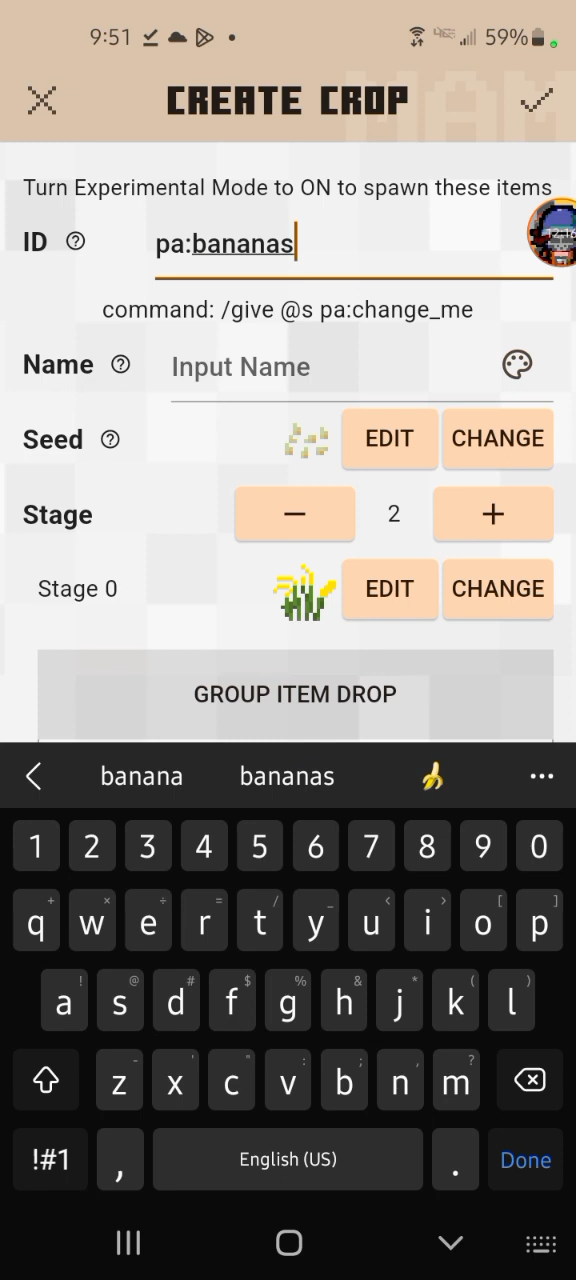 9:51 59%
CREATE CROP
Turn Experimental Mode to ON to spawn these items
ID pa:bananas
12:16
command: /give @s pa:change_me
Name Input Name
Seed EDIT CHANGE
Stage − 2 +
Stage 0 EDIT CHANGE
GROUP ITEM DROP
banana bananas 🍌 •••
1 2 3 4 5 6 7 8 9 0
+ × ÷ = / _ < > [ ]
q w e r t y u i o p
! @ # $ % & * ( )
a s d f g h j k l
- ' " : ; , ?
z x c v b n m
!#1 , English (US) . Done